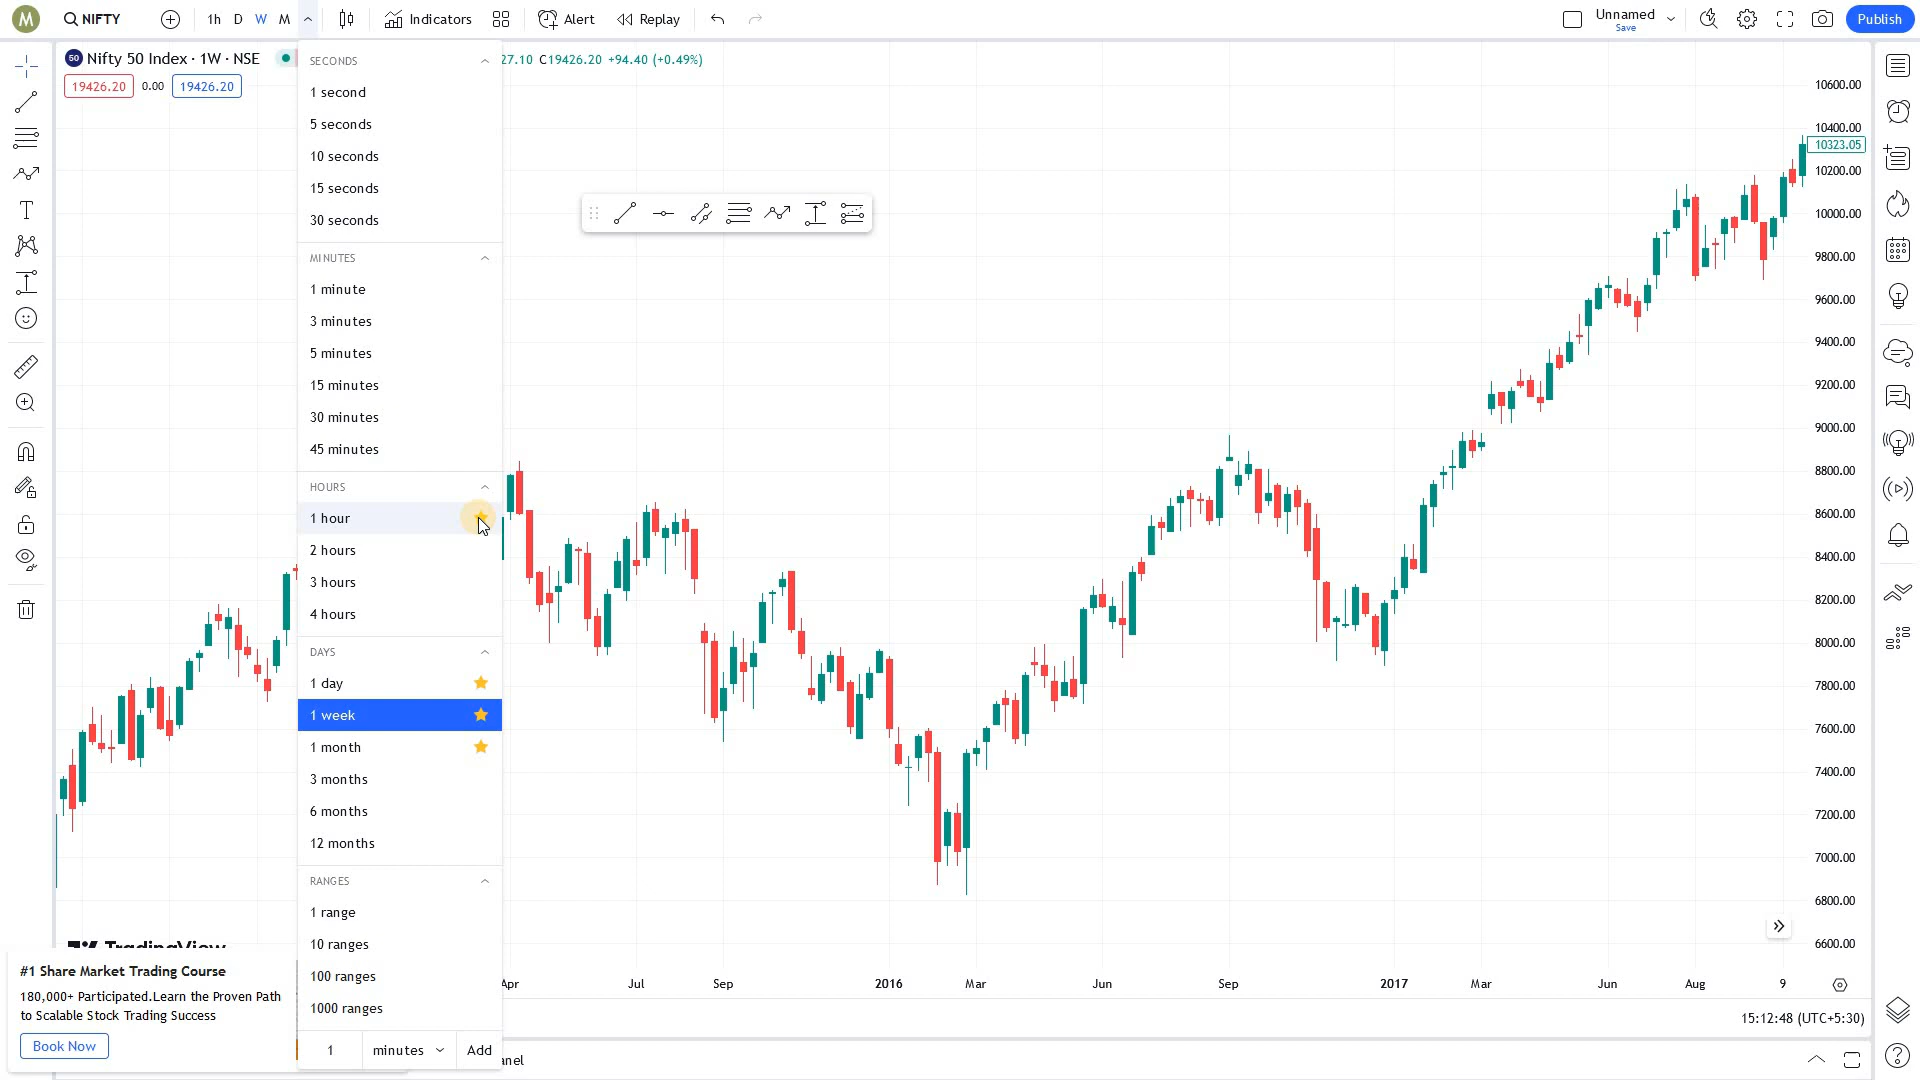 M
NIFTY
1h D W M
Indicators
Alert
Replay
Unnamed
Save
Publish
50 Nifty 50 Index · 1W · NSE
27.10 C19426.20 +94.40 (+0.49%)
19426.20 0.00 19426.20
SECONDS
1 second
5 seconds
10 seconds
15 seconds
30 seconds
MINUTES
1 minute
3 minutes
5 minutes
15 minutes
30 minutes
45 minutes
HOURS
1 hour
2 hours
3 hours
4 hours
DAYS
1 day
1 week
1 month
3 months
6 months
12 months
RANGES
1 range
10 ranges
100 ranges
1000 ranges
1 minutes Add
10600.00
10400.00
10323.05
10200.00
10000.00
9800.00
9600.00
9400.00
9200.00
9000.00
8800.00
8600.00
8400.00
8200.00
8000.00
7800.00
7600.00
7400.00
7200.00
7000.00
6800.00
6600.00
TradingView
#1 Share Market Trading Course
180,000+ Participated.Learn the Proven Path
to Scalable Stock Trading Success
Book Now
Apr Jul Sep 2016 Mar Jun Sep 2017 Mar Jun Aug 9
15:12:48 (UTC+5:30)
anel